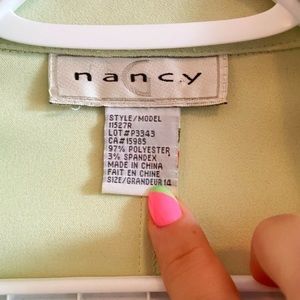 nancy
STYLE/MODEL
11527R
LOT#P3343
CA#15985
97% POLYESTER
3% SPANDEX
MADE IN CHINA
FAIT EN CHINE
SIZE/GRANDEUR 14